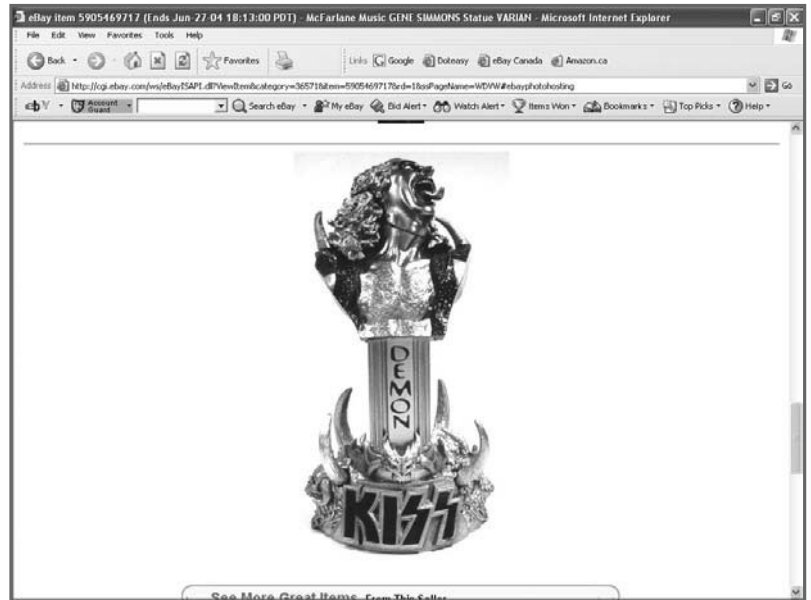 eBay item 5905469717 (Ends Jun-27-04 18:13:00 PDT) - McFarlane Music GENE SIMMONS Statue VARIAN - Microsoft Internet Explorer
File Edit View Favorites Tools Help
Back Favorites Links Google Doteasy eBay Canada Amazon.ca
Address http://cgi.ebay.com/ws/eBayISAPI.dll?ViewItem&category=36571&item=5905469717&rd=1&ssPageName=WDVW#ebayphotohosting Go
eb Y Account Guard Search eBay My eBay Bid Alert Watch Alert Items Won Bookmarks Top Picks Help
DEMON
KISS
See More Great Items From This Seller